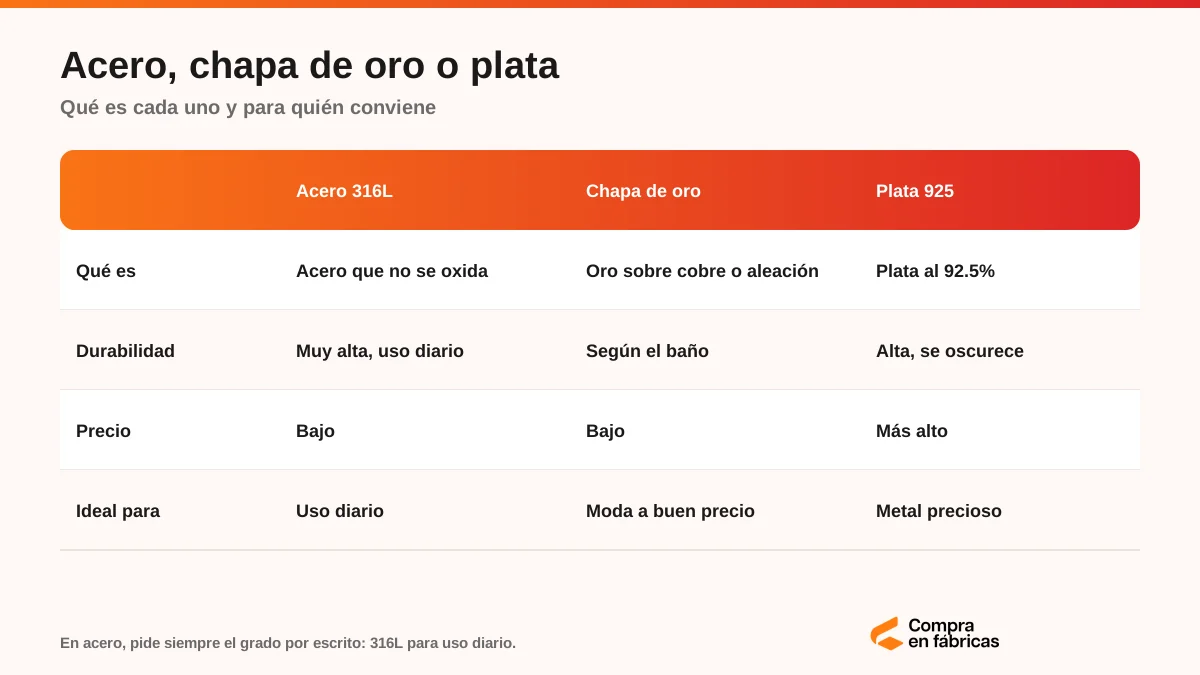 Acero, chapa de oro o plata
Qué es cada uno y para quién conviene
Acero 316L Chapa de oro Plata 925
Qué es Acero que no se oxida Oro sobre cobre o aleación Plata al 92.5%
Durabilidad Muy alta, uso diario Según el baño Alta, se oscurece
Precio Bajo Bajo Más alto
Ideal para Uso diario Moda a buen precio Metal precioso
En acero, pide siempre el grado por escrito: 316L para uso diario.
Compra
en fábricas